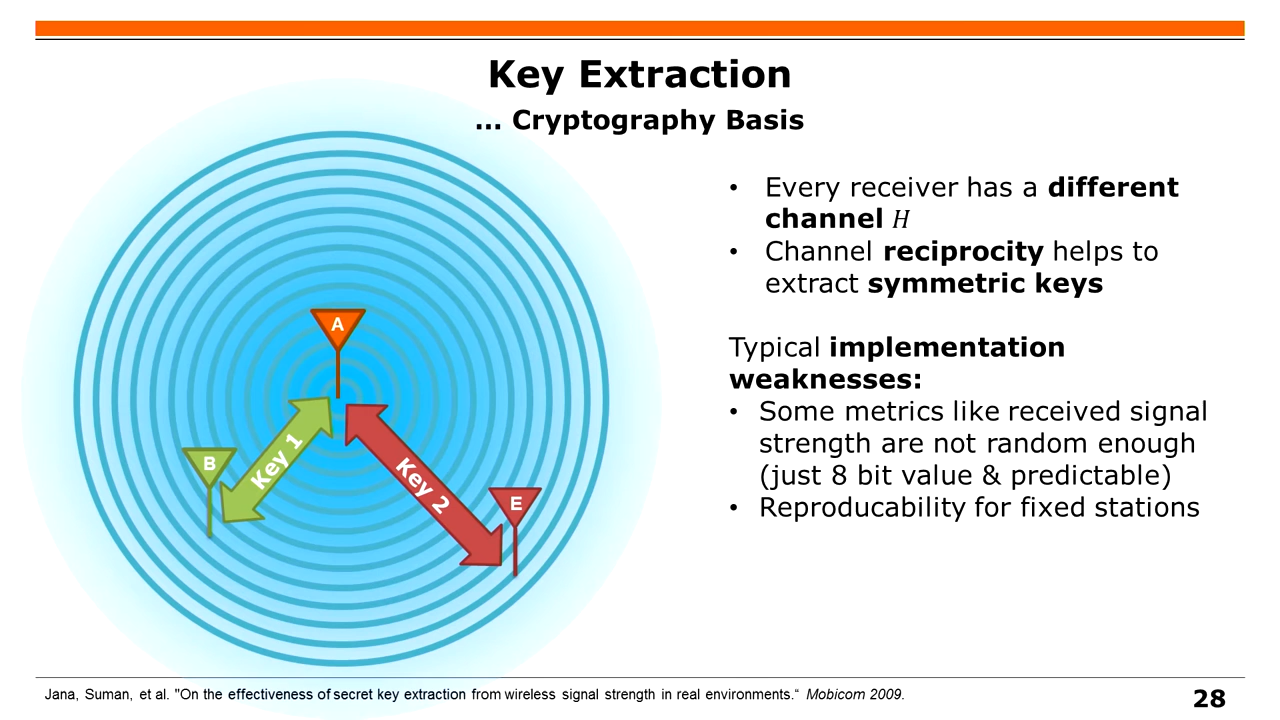 Key Extraction
... Cryptography Basis
• Every receiver has a different
channel H
• Channel reciprocity helps to
extract symmetric keys
Typical implementation
weaknesses:
• Some metrics like received signal
strength are not random enough
(just 8 bit value & predictable)
• Reproducability for fixed stations
A
B
Key 1
Key 2
E
Jana, Suman, et al. "On the effectiveness of secret key extraction from wireless signal strength in real environments.“ Mobicom 2009.
28